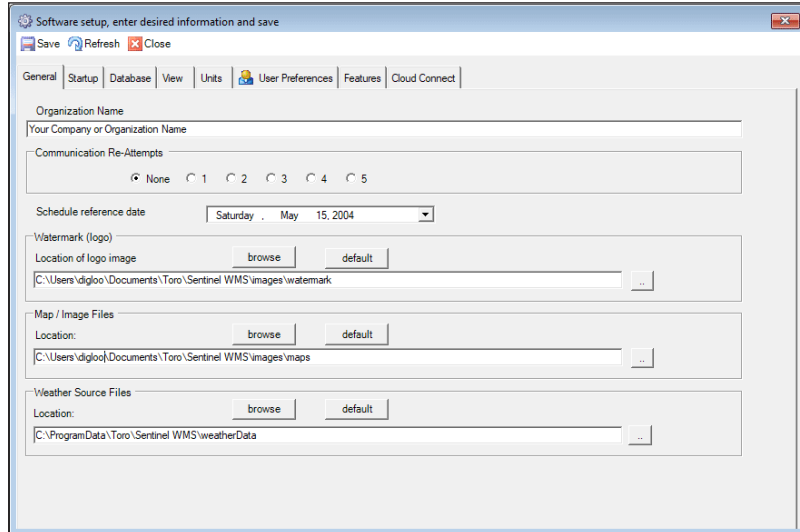 Software setup, enter desired information and save
Save Refresh Close
General Startup Database View Units User Preferences Features Cloud Connect
Organization Name
Your Company or Organization Name
Communication Re-Attempts
None 1 2 3 4 5
Schedule reference date Saturday , May 15, 2004
Watermark (logo)
Location of logo image browse default
C:\Users\digloo\Documents\Toro\Sentinel WMS\images\watermark ..
Map / Image Files
Location: browse default
C:\Users\digloo\Documents\Toro\Sentinel WMS\images\maps ..
Weather Source Files
Location: browse default
C:\ProgramData\Toro\Sentinel WMS\weatherData ..